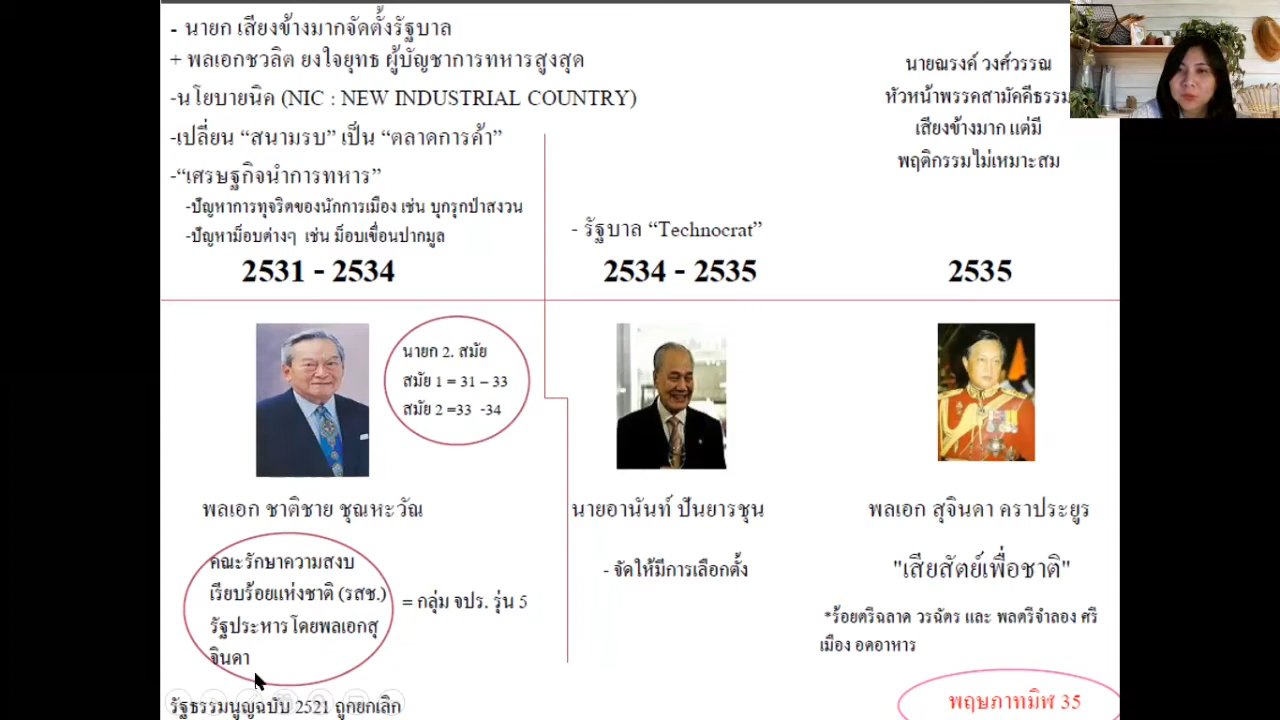 - นายก เสียงข้างมากจัดตั้งรัฐบาล
+ พลเอกชวลิต ยงใจยุทธ ผู้บัญชาการทหารสูงสุด
-นโยบายนิค (NIC : NEW INDUSTRIAL COUNTRY)
-เปลี่ยน “สนามรบ” เป็น “ตลาดการค้า”
-“เศรษฐกิจนำการทหาร”
-ปัญหาการทุจริตของนักการเมือง เช่น บุกรุกป่าสงวน
-ปัญหาม็อบต่างๆ เช่น ม็อบเขื่อนปากมูล
2531 - 2534
- รัฐบาล “Technocrat”
2534 - 2535
นายณรงค์ วงศ์วรรณ
หัวหน้าพรรคสามัคคีธรรม
เสียงข้างมาก แต่มี
พฤติกรรมไม่เหมาะสม
2535
นายก 2. สมัย
สมัย 1 = 31 – 33
สมัย 2 =33 -34
พลเอก ชาติชาย ชุณหะวัณ
คณะรักษาความสงบ
เรียบร้อยแห่งชาติ (รสช.)
รัฐประหารโดยพลเอกสุ
จินดา
= กลุ่ม จปร. รุ่น 5
รัฐธรรมนูญฉบับ 2521 ถูกยกเลิก
นายอานันท์ ปันยารชุน
- จัดให้มีการเลือกตั้ง
พลเอก สุจินดา คราประยูร
"เสียสัตย์เพื่อชาติ"
*ร้อยตรีฉลาด วรฉัตร และ พลตรีจำลอง ศรี
เมือง อดอาหาร
พฤษภาทมิฬ 35